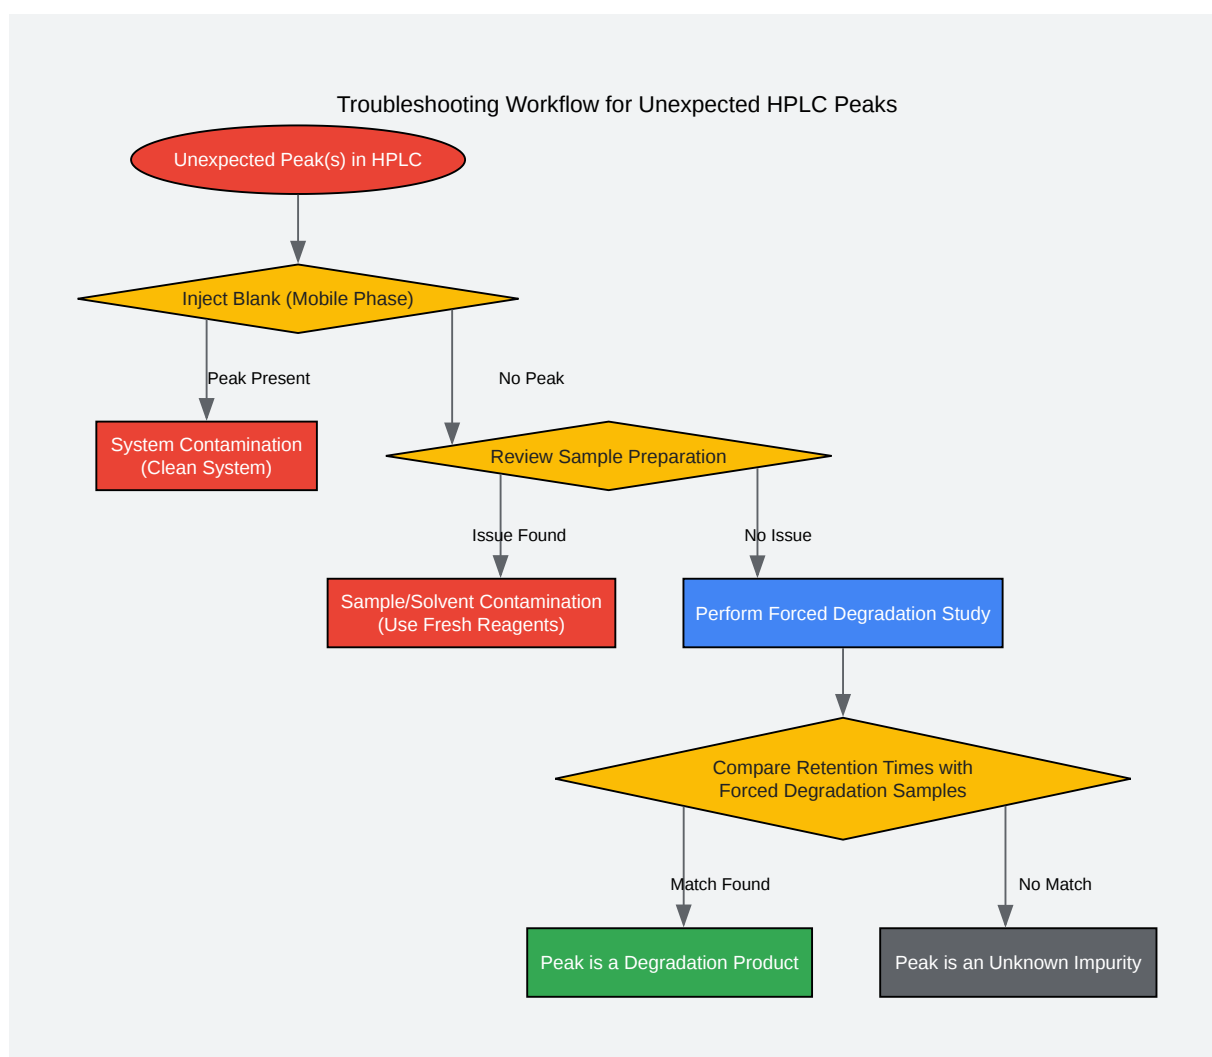 Troubleshooting Workflow for Unexpected HPLC Peaks
Unexpected Peak(s) in HPLC
Inject Blank (Mobile Phase)
Peak Present
No Peak
System Contamination
(Clean System)
Review Sample Preparation
Issue Found
No Issue
Sample/Solvent Contamination
(Use Fresh Reagents)
Perform Forced Degradation Study
Compare Retention Times with
Forced Degradation Samples
Match Found
No Match
Peak is a Degradation Product
Peak is an Unknown Impurity